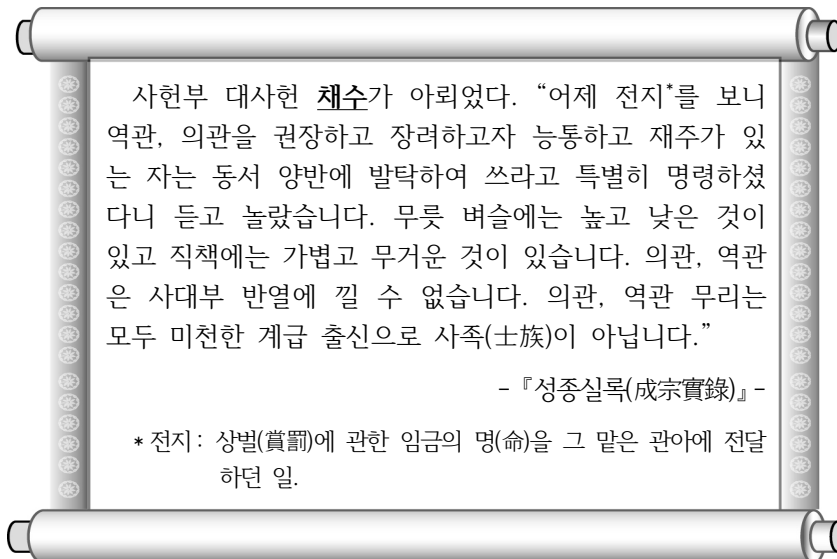 사헌부 대사헌 채수가 아뢰었다. “어제 전지*를 보니
역관, 의관을 권장하고 장려하고자 능통하고 재주가 있
는 자는 동서 양반에 발탁하여 쓰라고 특별히 명령하셨
다니 듣고 놀랐습니다. 무릇 벼슬에는 높고 낮은 것이
있고 직책에는 가볍고 무거운 것이 있습니다. 의관, 역관
은 사대부 반열에 낄 수 없습니다. 의관, 역관 무리는
모두 미천한 계급 출신으로 사족(士族)이 아닙니다.”
-『성종실록(成宗實錄)』-
* 전지 : 상벌(賞罰)에 관한 임금의 명(命)을 그 맡은 관아에 전달
하던 일.